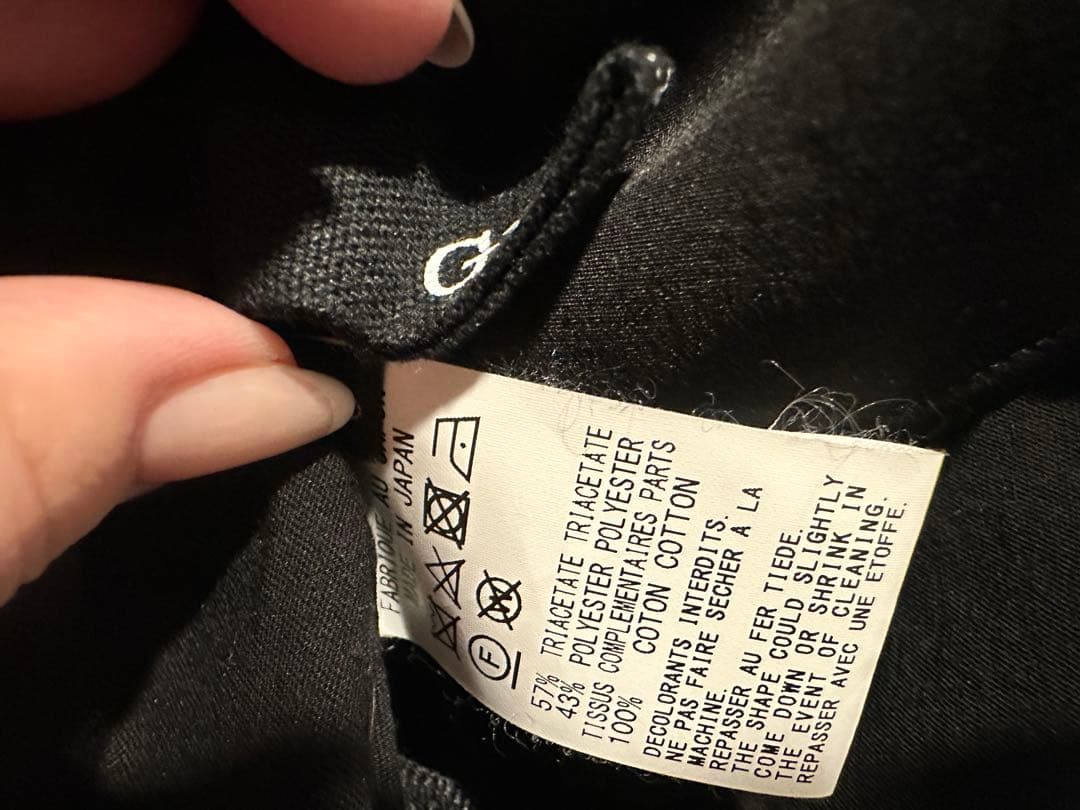 FABRIQUE AU
MADE IN JAPAN
F
W
57% TRIACETATE TRIACETATE
43% POLYESTER POLYESTER
TISSUS COMPLEMENTAIRES PARTS
100% COTON COTTON
DECOLORANTS INTERDITS.
NE PAS FAIRE SECHER A LA
MACHINE.
REPASSER AU FER TIEDE.
THE SHAPE COULD SLIGHTLY
COME DOWN OR SHRINK IN
THE EVENT OF CLEANING.
REPASSER AVEC UNE ETOFFE.